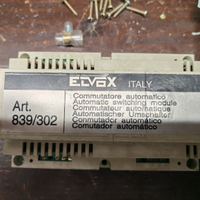 ELVOX ITALY
Art.
839/302
Commutatore automatico
Automatic switching module
Commutateur automatique
Automatischer Umschalter
Conmutador automático
Comutador automático